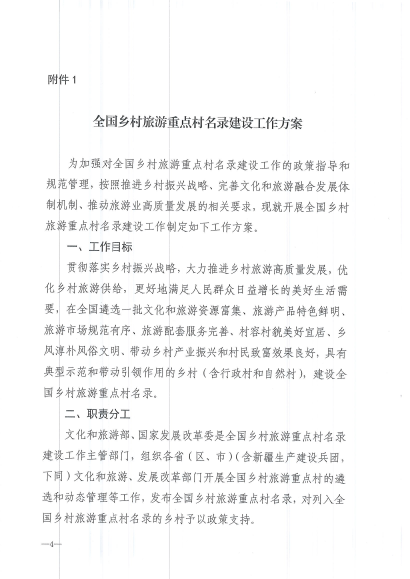 附件 1
全国乡村旅游重点村名录建设工作方案
为加强对全国乡村旅游重点村名录建设工作的政策指导和
规范管理，按照推进乡村振兴战略、完善文化和旅游融合发展体
制机制、推动旅游业高质量发展的相关要求，现就开展全国乡村
旅游重点村名录建设工作制定如下工作方案。
一、工作目标
贯彻落实乡村振兴战略，大力推进乡村旅游高质量发展，优
化乡村旅游供给，更好地满足人民群众日益增长的美好生活需
要，在全国遴选一批文化和旅游资源富集、旅游产品特色鲜明、
旅游市场规范有序、旅游配套服务完善、村容村貌美好宜居、乡
风淳朴风俗文明、带动乡村产业振兴和村民致富效果良好，具有
典型示范和带动引领作用的乡村（含行政村和自然村），建设全
国乡村旅游重点村名录。
二、职责分工
文化和旅游部、国家发展改革委是全国乡村旅游重点村名录
建设工作主管部门，组织各省（区、市）（含新疆生产建设兵团，
下同）文化和旅游、发展改革部门开展全国乡村旅游重点村的遴
选和动态管理等工作，发布全国乡村旅游重点村名录，对列入全
国乡村旅游重点村名录的乡村予以政策支持。
—4—